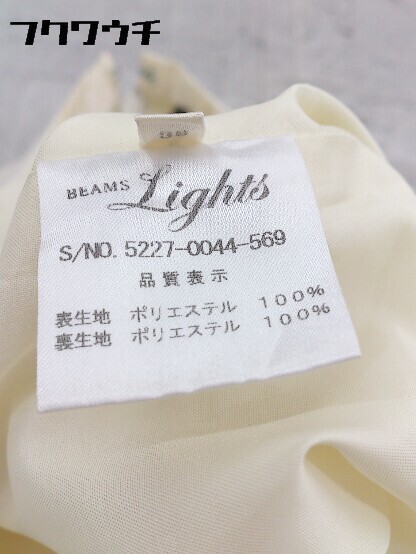 フクワウチ
BEAMS Lights
S/NO. 5227-0044-569
品質表示
表生地 ポリエステル 100%
裏生地 ポリエステル 100%